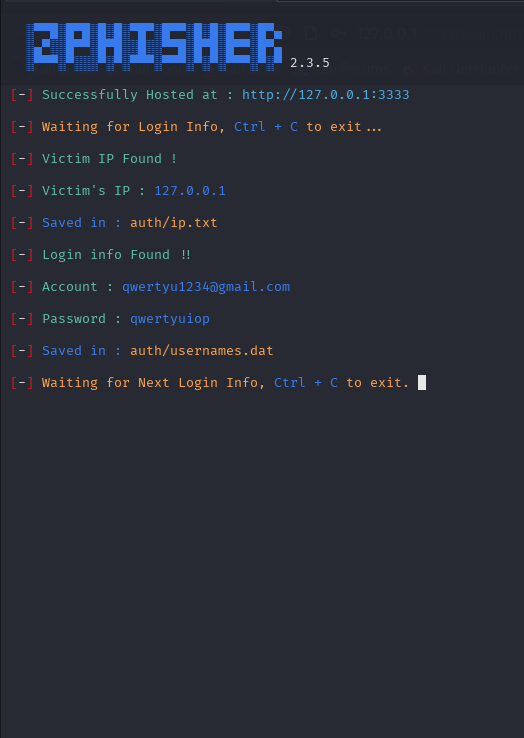 ZPHISHER 2.3.5
[-] Successfully Hosted at : http://127.0.0.1:3333
[-] Waiting for Login Info, Ctrl + C to exit...
[-] Victim IP Found !
[-] Victim's IP : 127.0.0.1
[-] Saved in : auth/ip.txt
[-] Login info Found !!
[-] Account : qwertyu1234@gmail.com
[-] Password : qwertyuiop
[-] Saved in : auth/usernames.dat
[-] Waiting for Next Login Info, Ctrl + C to exit.